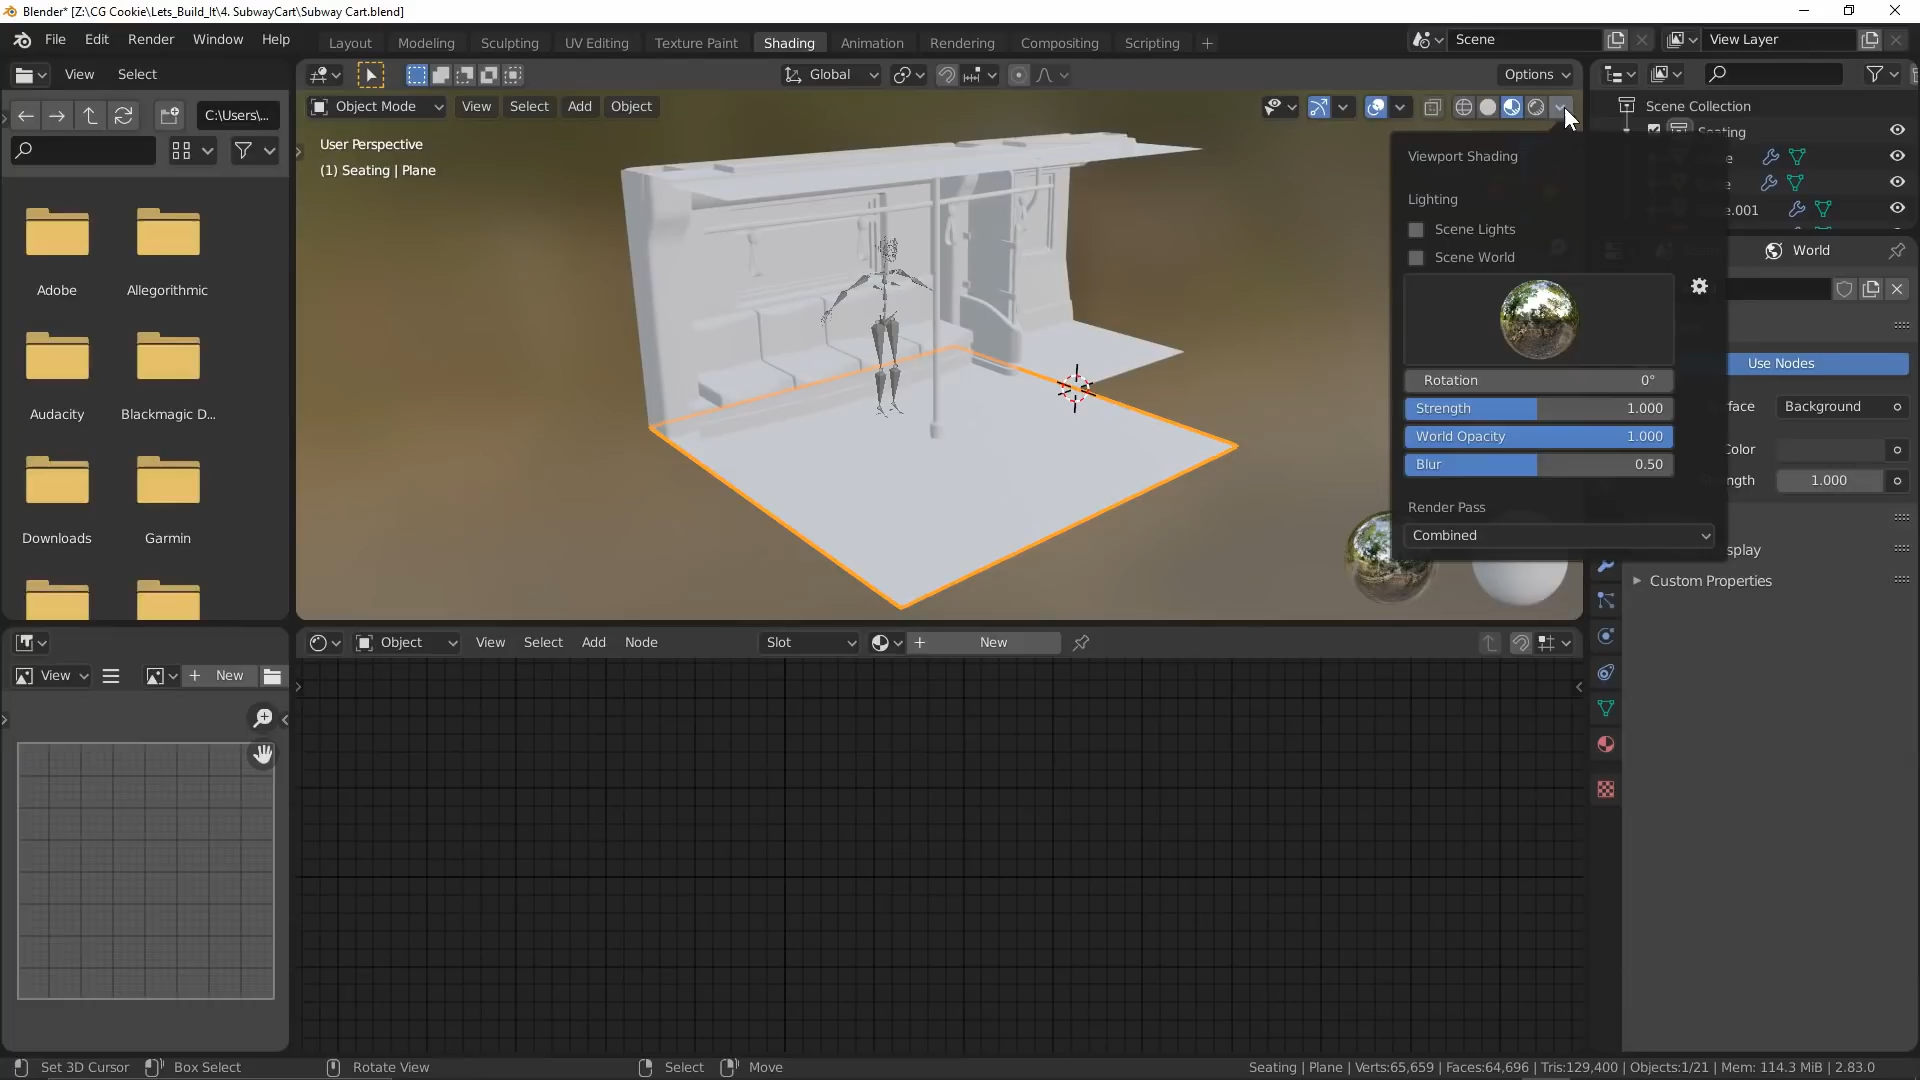 Blender* [Z:\CG Cookie\Lets_Build_It\4. SubwayCart\Subway Cart.blend]
File Edit Render Window Help
Layout Modeling Sculpting UV Editing Texture Paint Shading Animation Rendering Compositing Scripting +
Scene
View Layer
View Select
Global
Options
C:\Users\...
Object Mode View Select Add Object
Scene Collection
Seating
.001
User Perspective
(1) Seating | Plane
Viewport Shading
Lighting
Scene Lights
Scene World
Rotation 0°
Strength 1.000
World Opacity 1.000
Blur 0.50
Render Pass
Combined
World
Use Nodes
face Background
Color
ngth 1.000
splay
Custom Properties
Adobe Allegorithmic
Audacity Blackmagic D...
Downloads Garmin
Object View Select Add Node Slot + New
View + New
Set 3D Cursor Box Select Rotate View Select Move
Seating | Plane | Verts:65,659 | Faces:64,696 | Tris:129,400 | Objects:1/21 | Mem: 114.3 MiB | 2.83.0